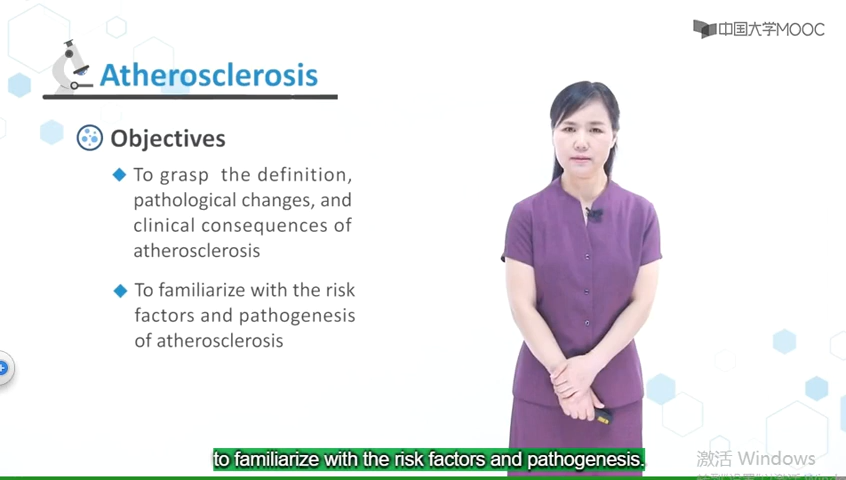 中国大学MOOC
Atherosclerosis
Objectives
To grasp the definition,
pathological changes, and
clinical consequences of
atherosclerosis
To familiarize with the risk
factors and pathogenesis
of atherosclerosis
to familiarize with the risk factors and pathogenesis.
激活 Windows